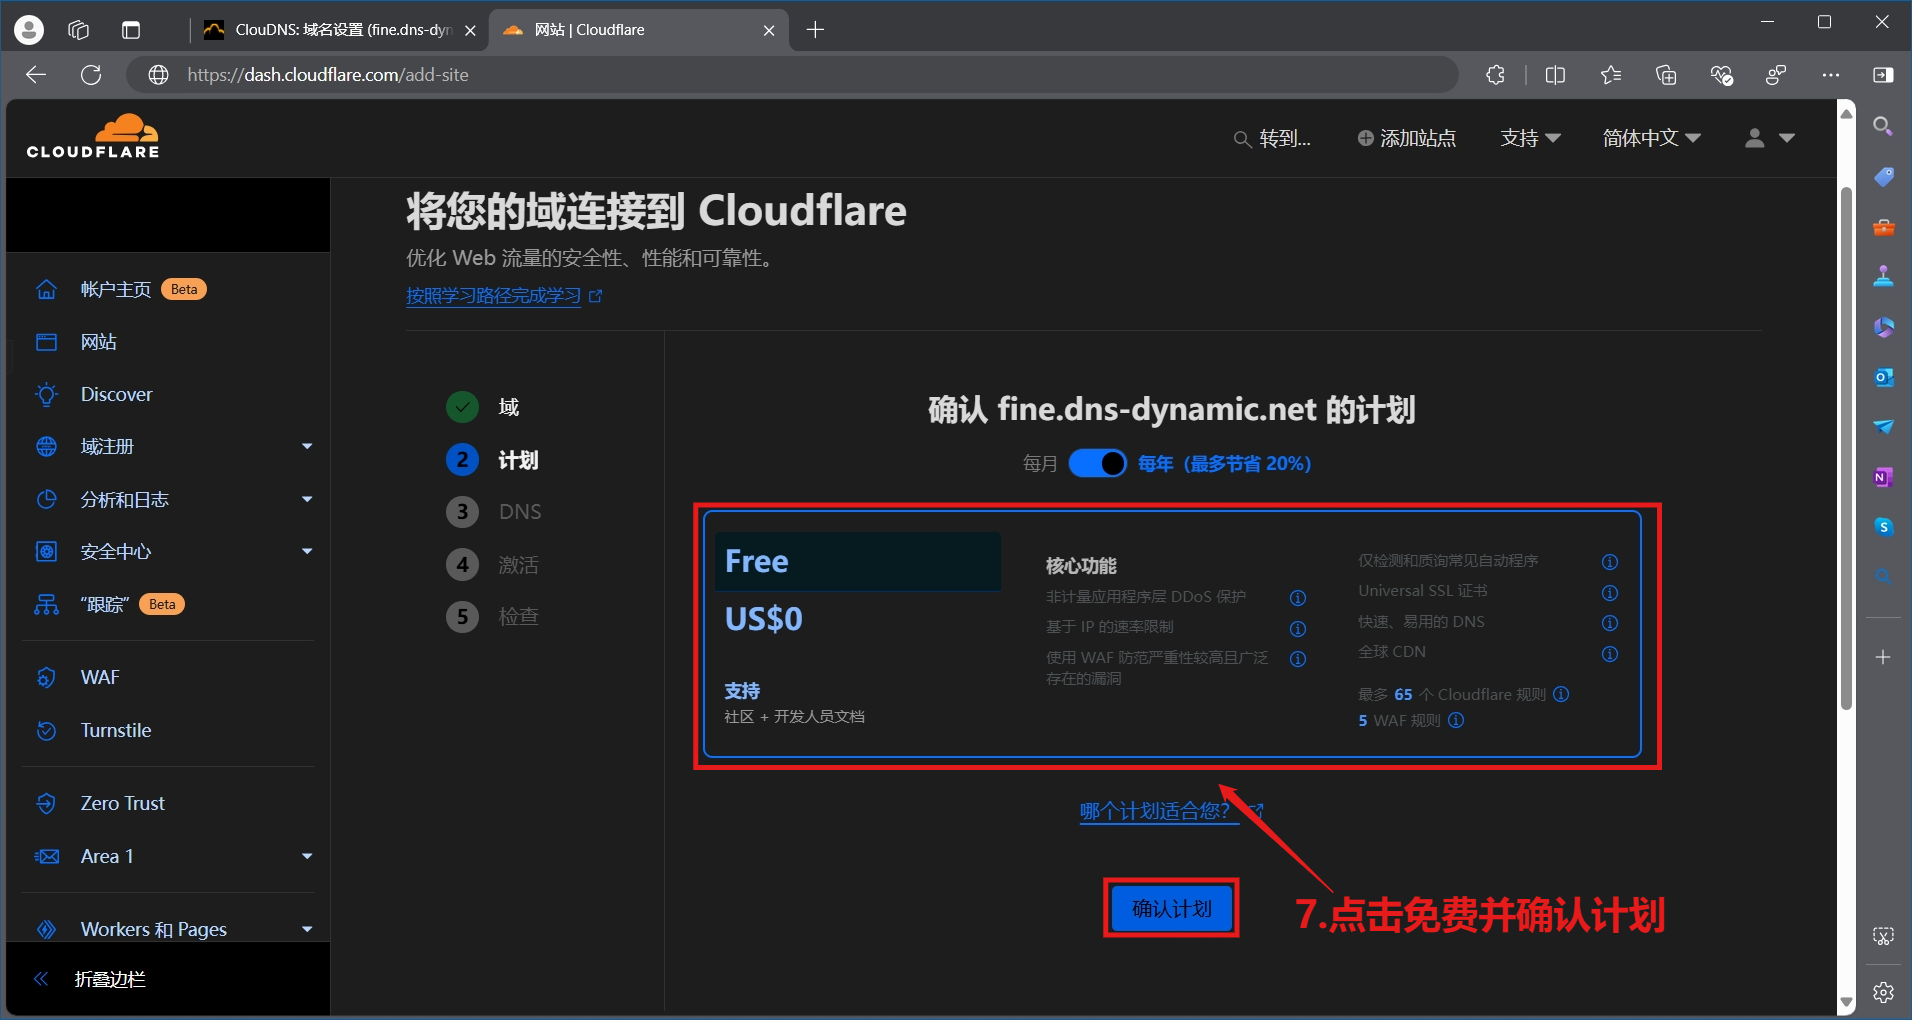 ClouDNS: 域名设置 (fine.dns-dyn
网站 | Cloudflare
https://dash.cloudflare.com/add-site
CLOUDFLARE
转到...
添加站点
支持
简体中文
将您的域连接到 Cloudflare
优化 Web 流量的安全性、性能和可靠性。
按照学习路径完成学习
帐户主页 Beta
网站
Discover
域注册
分析和日志
安全中心
“跟踪” Beta
WAF
Turnstile
Zero Trust
Area 1
Workers 和 Pages
折叠边栏
域
2 计划
3 DNS
4 激活
5 检查
确认 fine.dns-dynamic.net 的计划
每月 每年（最多节省 20%）
Free
US$0
支持
社区 + 开发人员文档
核心功能
非计量应用程序层 DDoS 保护
基于 IP 的速率限制
使用 WAF 防范严重性较高且广泛
存在的漏洞
仅检测和质询常见自动程序
Universal SSL 证书
快速、易用的 DNS
全球 CDN
最多 65 个 Cloudflare 规则
5 WAF 规则
哪个计划适合您？
确认计划
7.点击免费并确认计划